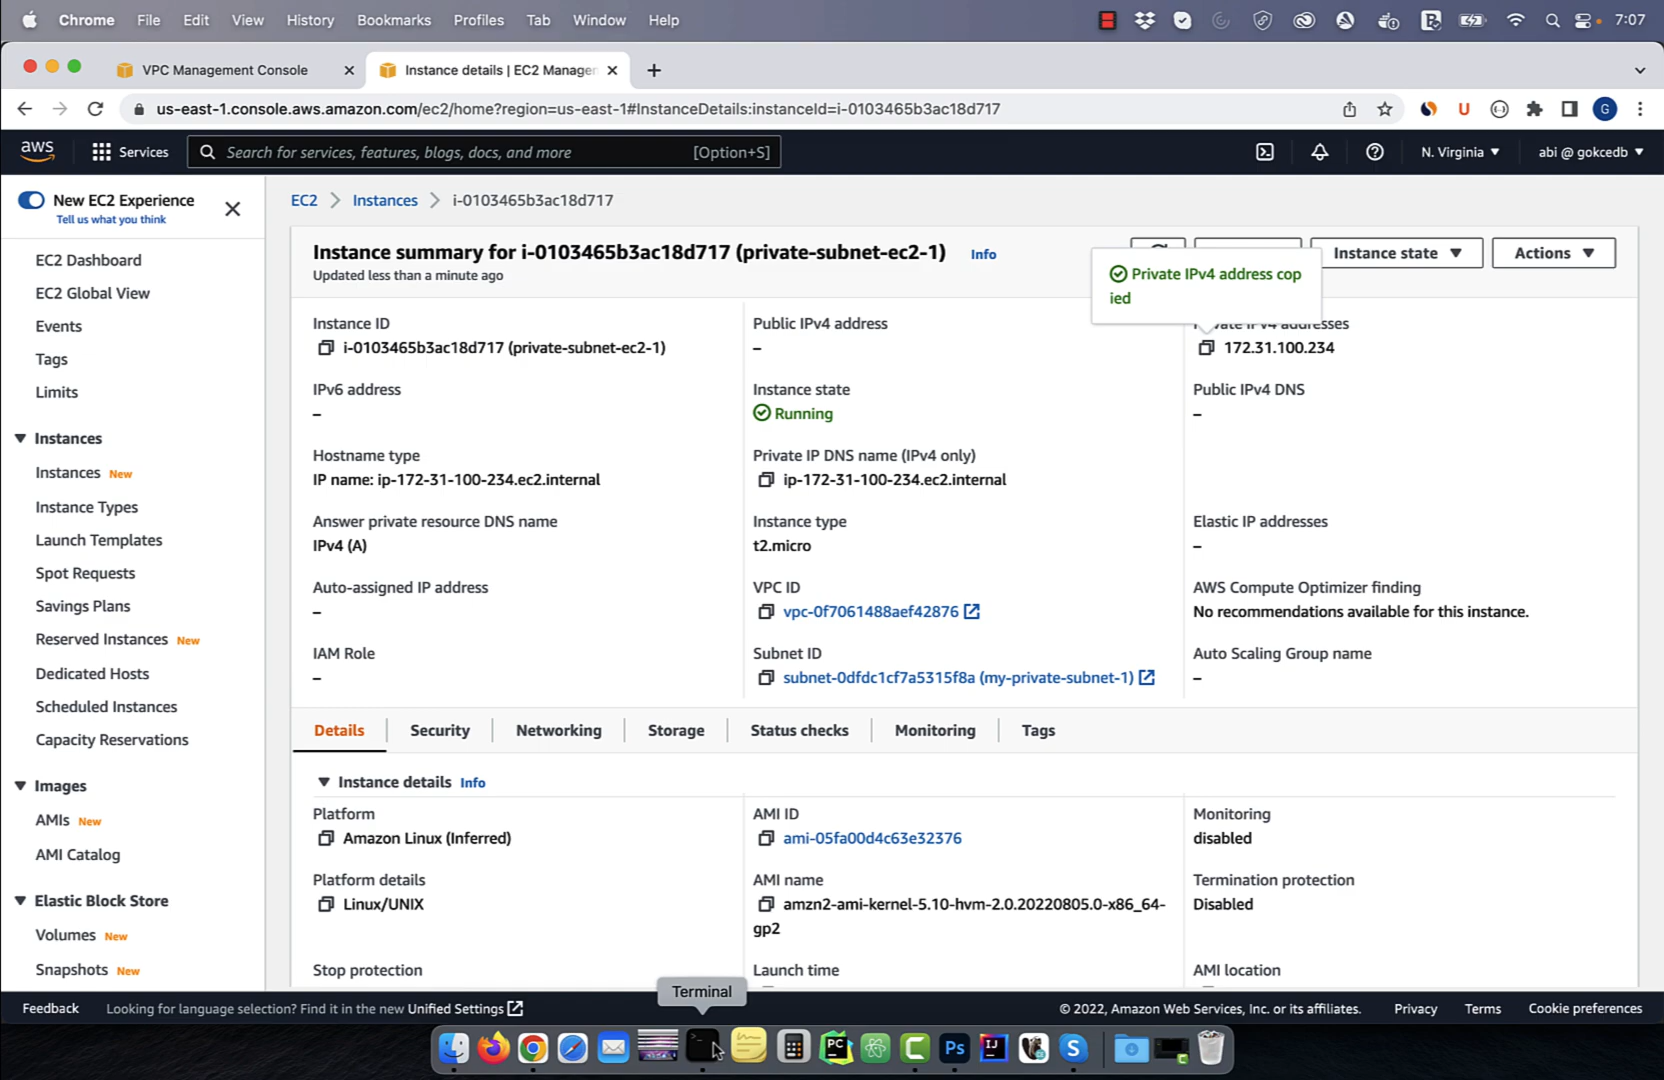 Chrome File Edit View History Bookmarks Profiles Tab Window Help 7:07
VPC Management Console
Instance details | EC2 Manage
us-east-1.console.aws.amazon.com/ec2/home?region=us-east-1#InstanceDetails:instanceId=i-0103465b3ac18d717
U
G
aws
Services
Search for services, features, blogs, docs, and more [Option+S]
N. Virginia
abi @ gokcedb
New EC2 Experience
Tell us what you think
EC2 Dashboard
EC2 Global View
Events
Tags
Limits
Instances
Instances New
Instance Types
Launch Templates
Spot Requests
Savings Plans
Reserved Instances New
Dedicated Hosts
Scheduled Instances
Capacity Reservations
Images
AMIs New
AMI Catalog
Elastic Block Store
Volumes New
Snapshots New
EC2 > Instances > i-0103465b3ac18d717
Instance summary for i-0103465b3ac18d717 (private-subnet-ec2-1) Info
Updated less than a minute ago
Instance state
Actions
Private IPv4 address cop
ied
Instance ID
i-0103465b3ac18d717 (private-subnet-ec2-1)
Public IPv4 address
–
Private IPv4 addresses
172.31.100.234
IPv6 address
–
Instance state
Running
Public IPv4 DNS
–
Hostname type
IP name: ip-172-31-100-234.ec2.internal
Private IP DNS name (IPv4 only)
ip-172-31-100-234.ec2.internal
Answer private resource DNS name
IPv4 (A)
Instance type
t2.micro
Elastic IP addresses
–
Auto-assigned IP address
–
VPC ID
vpc-0f7061488aef42876
AWS Compute Optimizer finding
No recommendations available for this instance.
IAM Role
–
Subnet ID
subnet-0dfdc1cf7a5315f8a (my-private-subnet-1)
Auto Scaling Group name
–
Details
Security
Networking
Storage
Status checks
Monitoring
Tags
Instance details Info
Platform
Amazon Linux (Inferred)
AMI ID
ami-05fa00d4c63e32376
Monitoring
disabled
Platform details
Linux/UNIX
AMI name
amzn2-ami-kernel-5.10-hvm-2.0.20220805.0-x86_64-
gp2
Termination protection
Disabled
Stop protection
Launch time
AMI location
Terminal
Feedback
Looking for language selection? Find it in the new Unified Settings
© 2022, Amazon Web Services, Inc. or its affiliates.
Privacy
Terms
Cookie preferences
PC
C
Ps
IJ
S